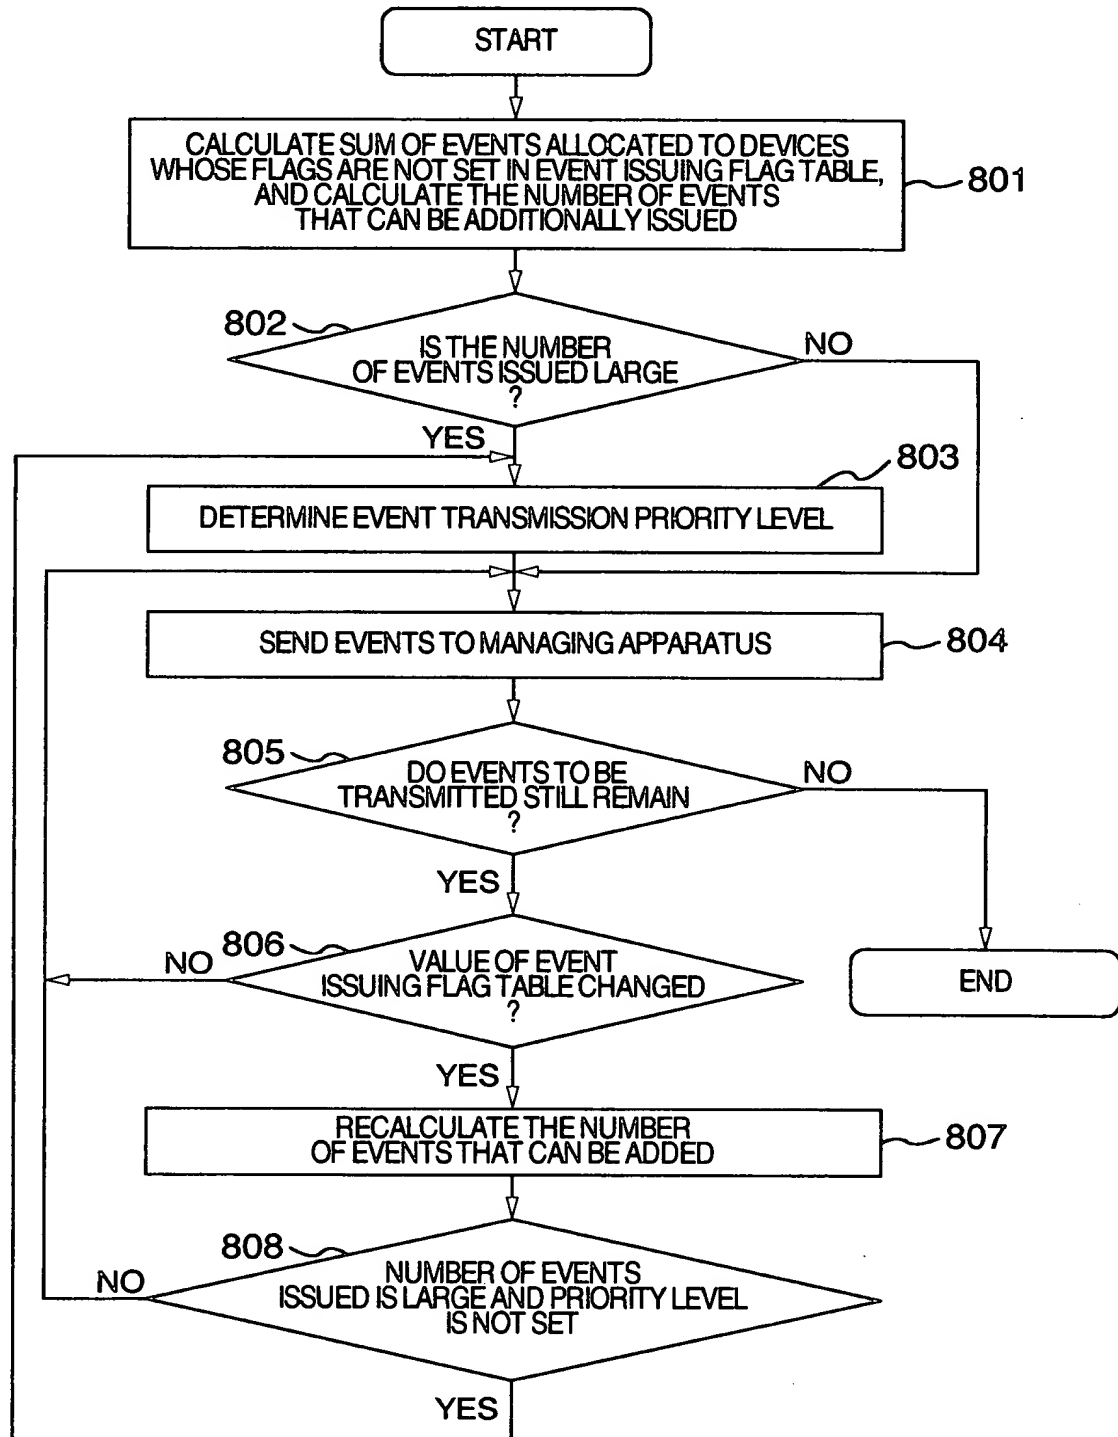 START
CALCULATE SUM OF EVENTS ALLOCATED TO DEVICES
WHOSE FLAGS ARE NOT SET IN EVENT ISSUING FLAG TABLE,
AND CALCULATE THE NUMBER OF EVENTS
THAT CAN BE ADDITIONALLY ISSUED
801
802
IS THE NUMBER
OF EVENTS ISSUED LARGE
?
NO
YES
803
DETERMINE EVENT TRANSMISSION PRIORITY LEVEL
SEND EVENTS TO MANAGING APPARATUS
804
805
DO EVENTS TO BE
TRANSMITTED STILL REMAIN
?
NO
YES
806
VALUE OF EVENT
ISSUING FLAG TABLE CHANGED
?
NO
END
YES
RECALCULATE THE NUMBER
OF EVENTS THAT CAN BE ADDED
807
808
NUMBER OF EVENTS
ISSUED IS LARGE AND PRIORITY LEVEL
IS NOT SET
NO
YES